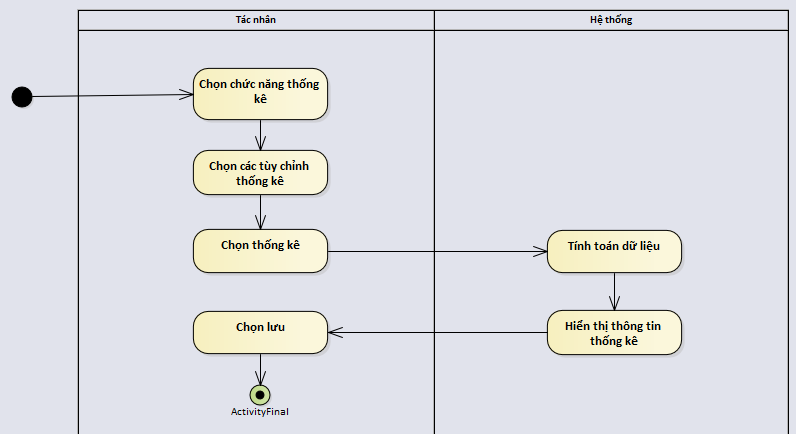 Tác nhân
Hệ thống
Chọn chức năng thống
kê
Chọn các tùy chỉnh
thống kê
Chọn thống kê
Tính toán dữ liệu
Chọn lưu
Hiển thị thông tin
thống kê
ActivityFinal